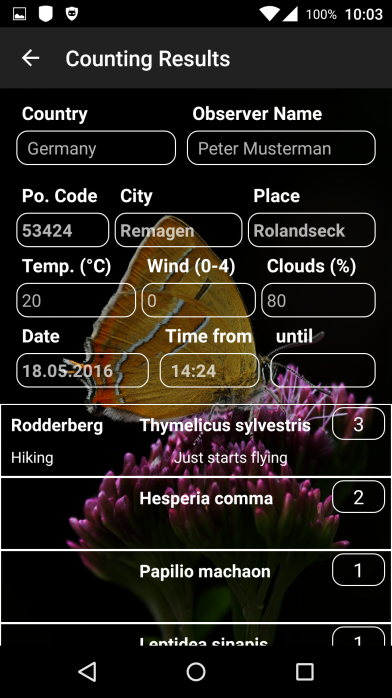 100% 10:03
Counting Results
Country Observer Name
Germany Peter Musterman
Po. Code City Place
53424 Remagen Rolandseck
Temp. (°C) Wind (0-4) Clouds (%)
20 0 80
Date Time from until
18.05.2016 14:24
Rodderberg Thymelicus sylvestris 3
Hiking Just starts flying
Hesperia comma 2
Papilio machaon 1
Leptidea sinapis 1